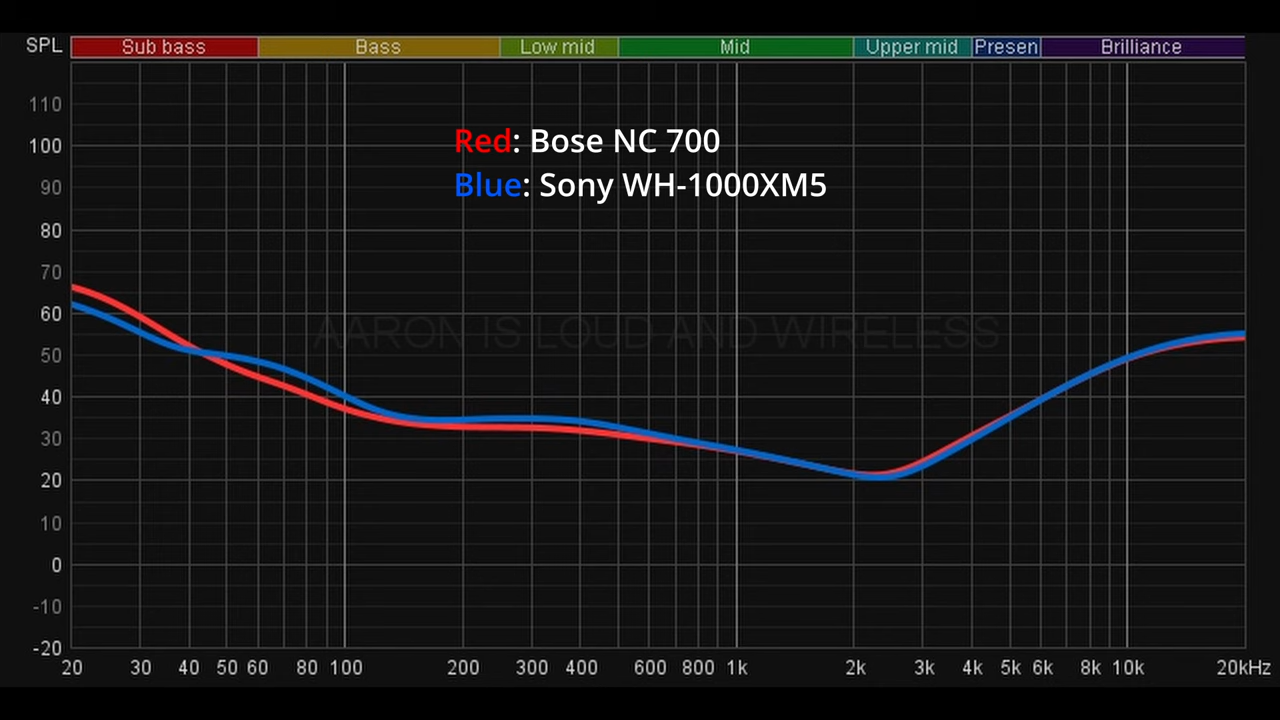 SPL Sub bass Bass Low mid Mid Upper mid Presen Brilliance
110
100
Red: Bose NC 700
90
Blue: Sony WH-1000XM5
80
70
60
AARON IS LOUD AND WIRELESS
50
40
30
20
10
0
-10
-20
20 30 40 50 60 80 100 200 300 400 600 800 1k 2k 3k 4k 5k 6k 8k 10k 20kHz